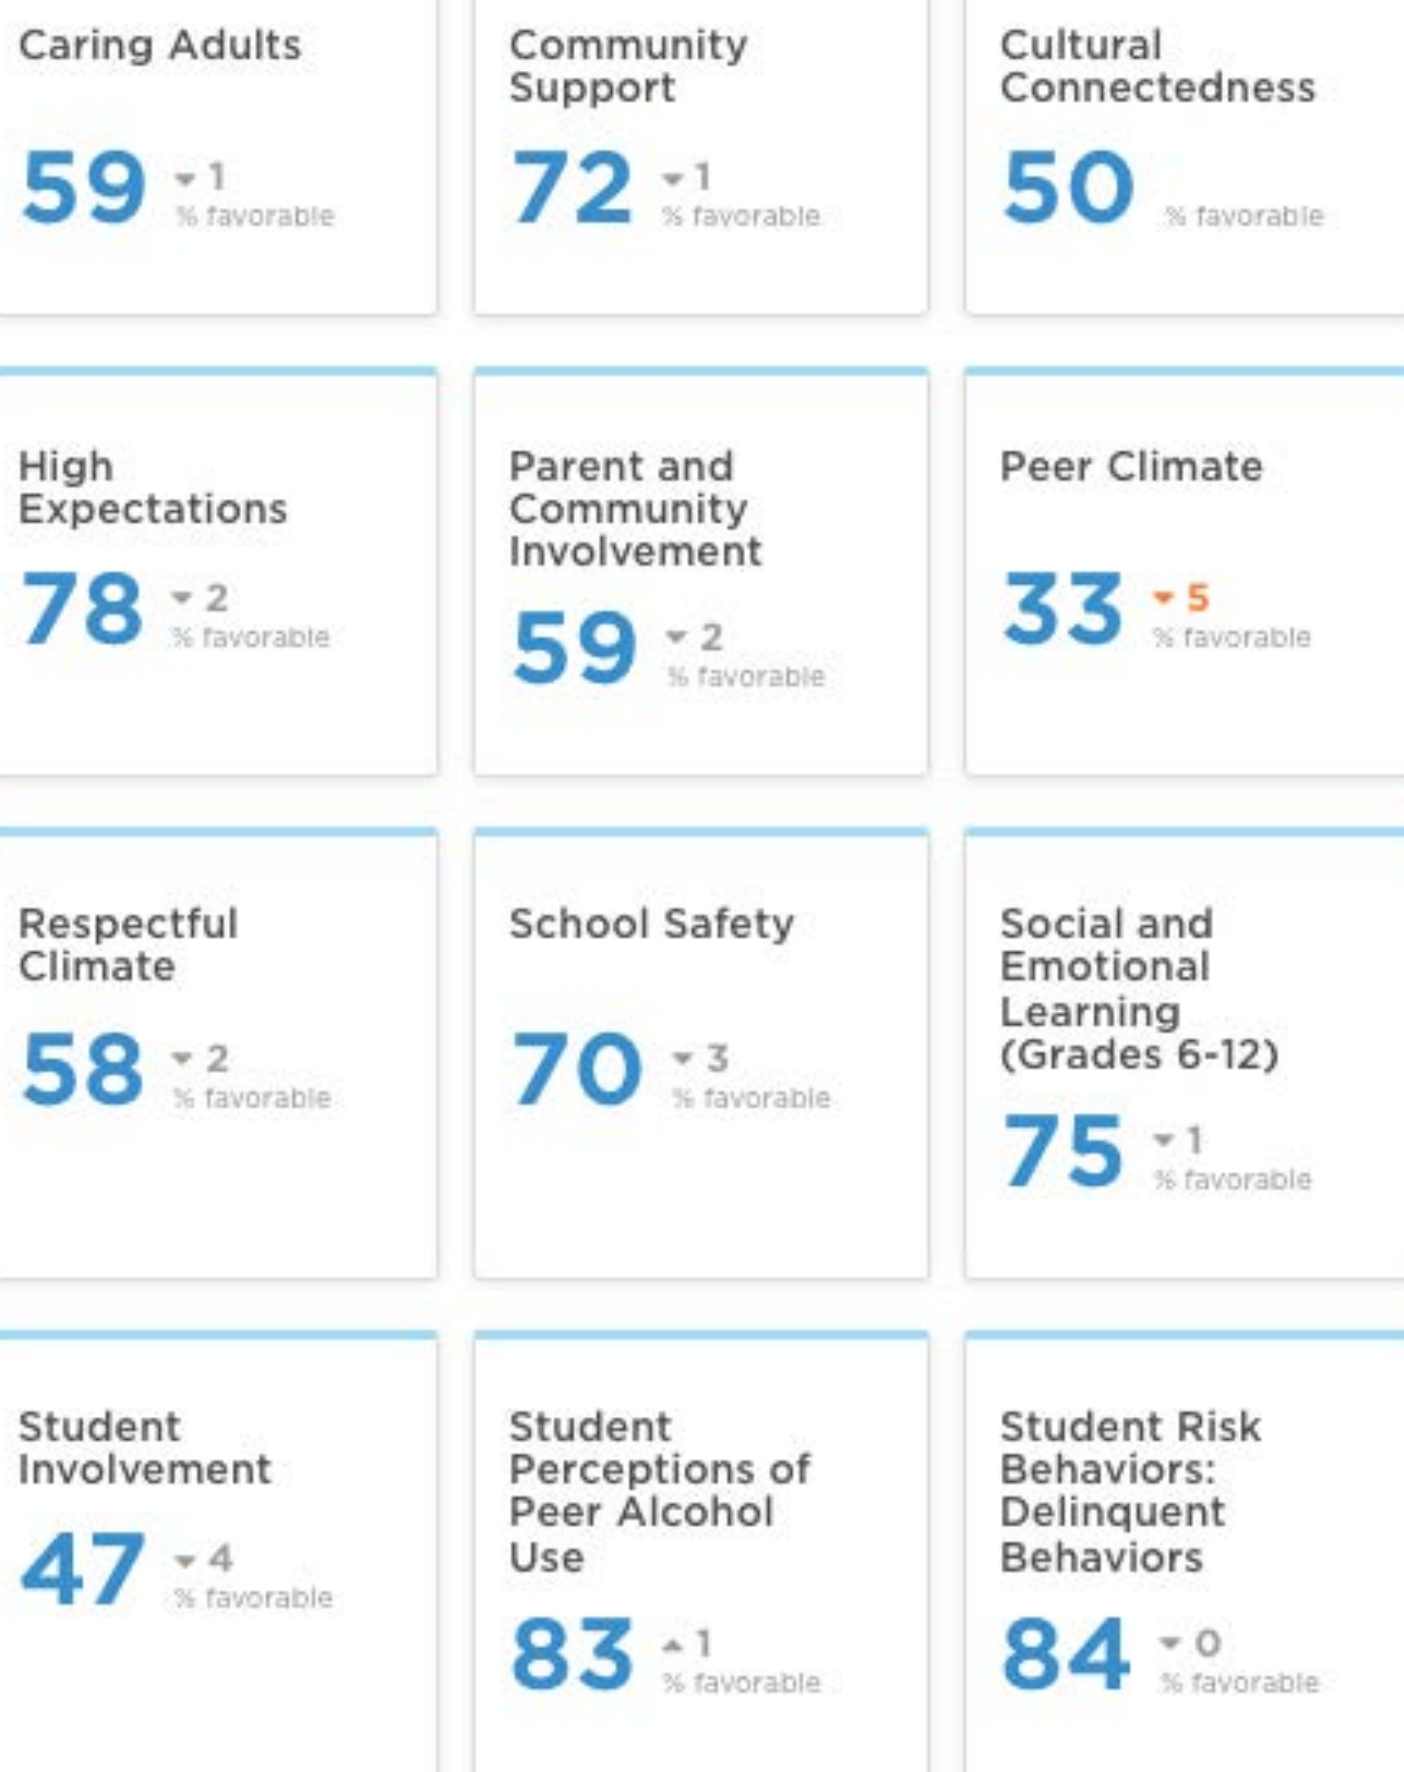 Caring Adults
59 ▾ 1
% favorable
Community
Support
72 ▾ 1
% favorable
Cultural
Connectedness
50
% favorable
High
Expectations
78 ▾ 2
% favorable
Parent and
Community
Involvement
59 ▾ 2
% favorable
Peer Climate
33 ▾ 5
% favorable
Respectful
Climate
58 ▾ 2
% favorable
School Safety
70 ▾ 3
% favorable
Social and
Emotional
Learning
(Grades 6-12)
75 ▾ 1
% favorable
Student
Involvement
47 ▾ 4
% favorable
Student
Perceptions of
Peer Alcohol
Use
83 ▴ 1
% favorable
Student Risk
Behaviors:
Delinquent
Behaviors
84 ▾ 0
% favorable